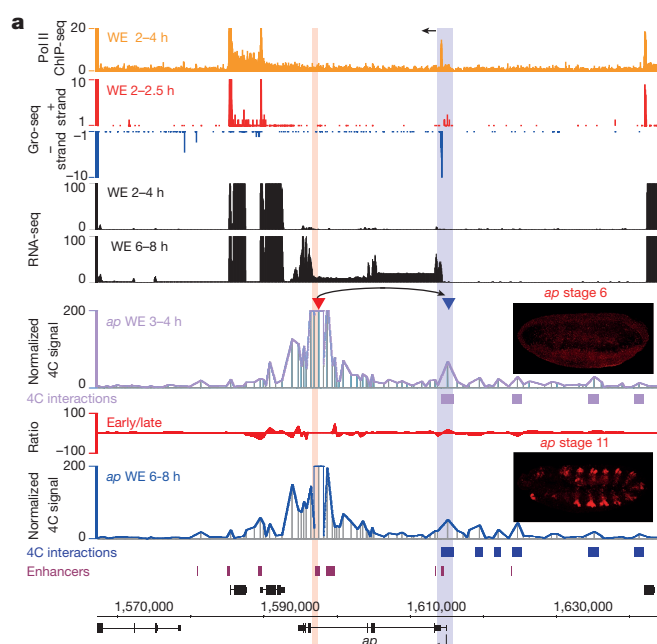 a
Pol II
ChIP-seq
20
0
WE 2–4 h
Gro-seq
– strand + strand
10
1
–1
–10
WE 2–2.5 h
RNA-seq
100
0
WE 2–4 h
100
0
WE 6–8 h
Normalized
4C signal
200
0
ap WE 3–4 h
ap stage 6
4C interactions
Ratio
100
–100
Early/late
Normalized
4C signal
200
0
ap WE 6-8 h
ap stage 11
4C interactions
Enhancers
1,570,000 1,590,000 1,610,000 1,630,000
ap